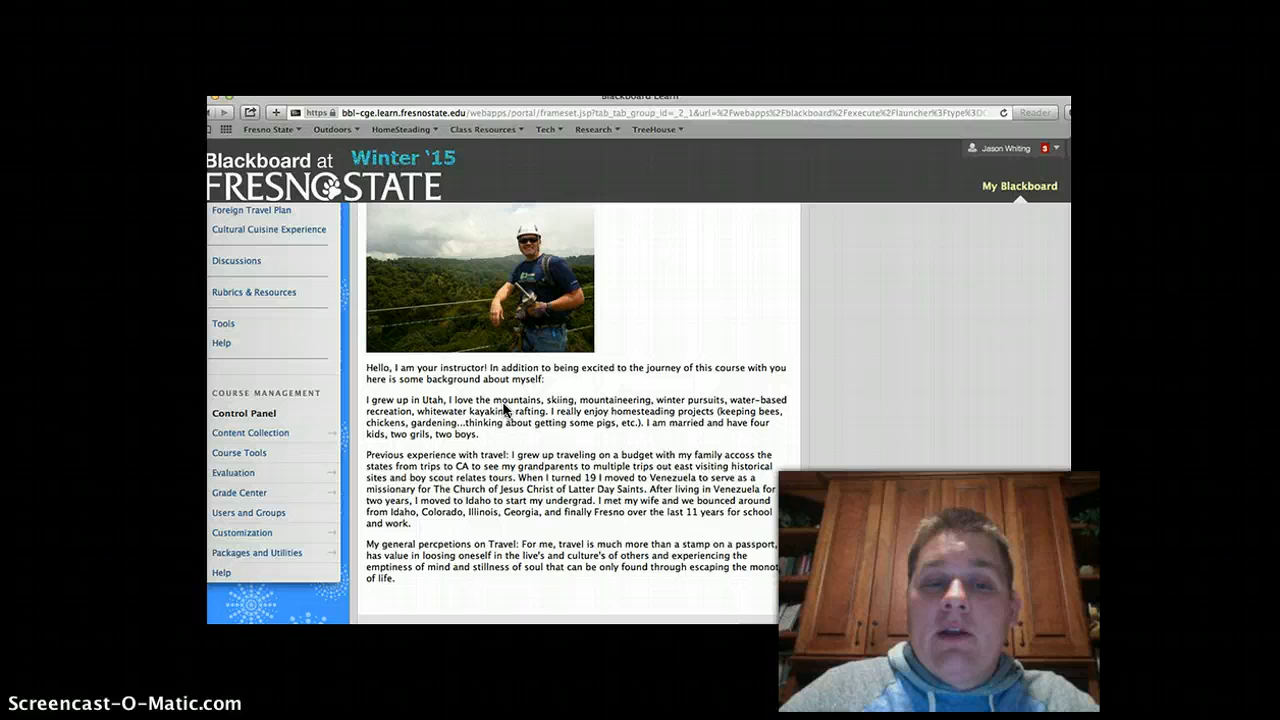 Blackboard Learn
https bbl-cge.learn.fresnostate.edu/webapps/portal/frameset.jsp?tab_tab_group_id=_2_1&url=%2Fwebapps%2Fblackboard%2Fexecute%2Flauncher%3Ftype%3D Reader
Fresno State Outdoors HomeSteading Class Resources Tech Research TreeHouse
Blackboard at Winter '15
FRESNO STATE
Jason Whiting 3
My Blackboard
Foreign Travel Plan
Cultural Cuisine Experience
Discussions
Rubrics & Resources
Tools
Help
COURSE MANAGEMENT
Control Panel
Content Collection
Course Tools
Evaluation
Grade Center
Users and Groups
Customization
Packages and Utilities
Help
Hello, I am your instructor! In addition to being excited to the journey of this course with you
here is some background about myself:
I grew up in Utah, I love the mountains, skiing, mountaineering, winter pursuits, water-based
recreation, whitewater kayaking rafting. I really enjoy homesteading projects (keeping bees,
chickens, gardening...thinking about getting some pigs, etc.). I am married and have four
kids, two grils, two boys.
Previous experience with travel: I grew up traveling on a budget with my family accoss the
states from trips to CA to see my grandparents to multiple trips out east visiting historical
sites and boy scout relates tours. When I turned 19 I moved to Venezuela to serve as a
missionary for The Church of Jesus Christ of Latter Day Saints. After living in Venezuela for
two years, I moved to Idaho to start my undergrad. I met my wife and we bounced around
from Idaho, Colorado, Illinois, Georgia, and finally Fresno over the last 11 years for school
and work.
My general percpetions on Travel: For me, travel is much more than a stamp on a passport,
has value in loosing oneself in the live's and culture's of others and experiencing the
emptiness of mind and stillness of soul that can be only found through escaping the monot
of life.
Screencast-O-Matic.com